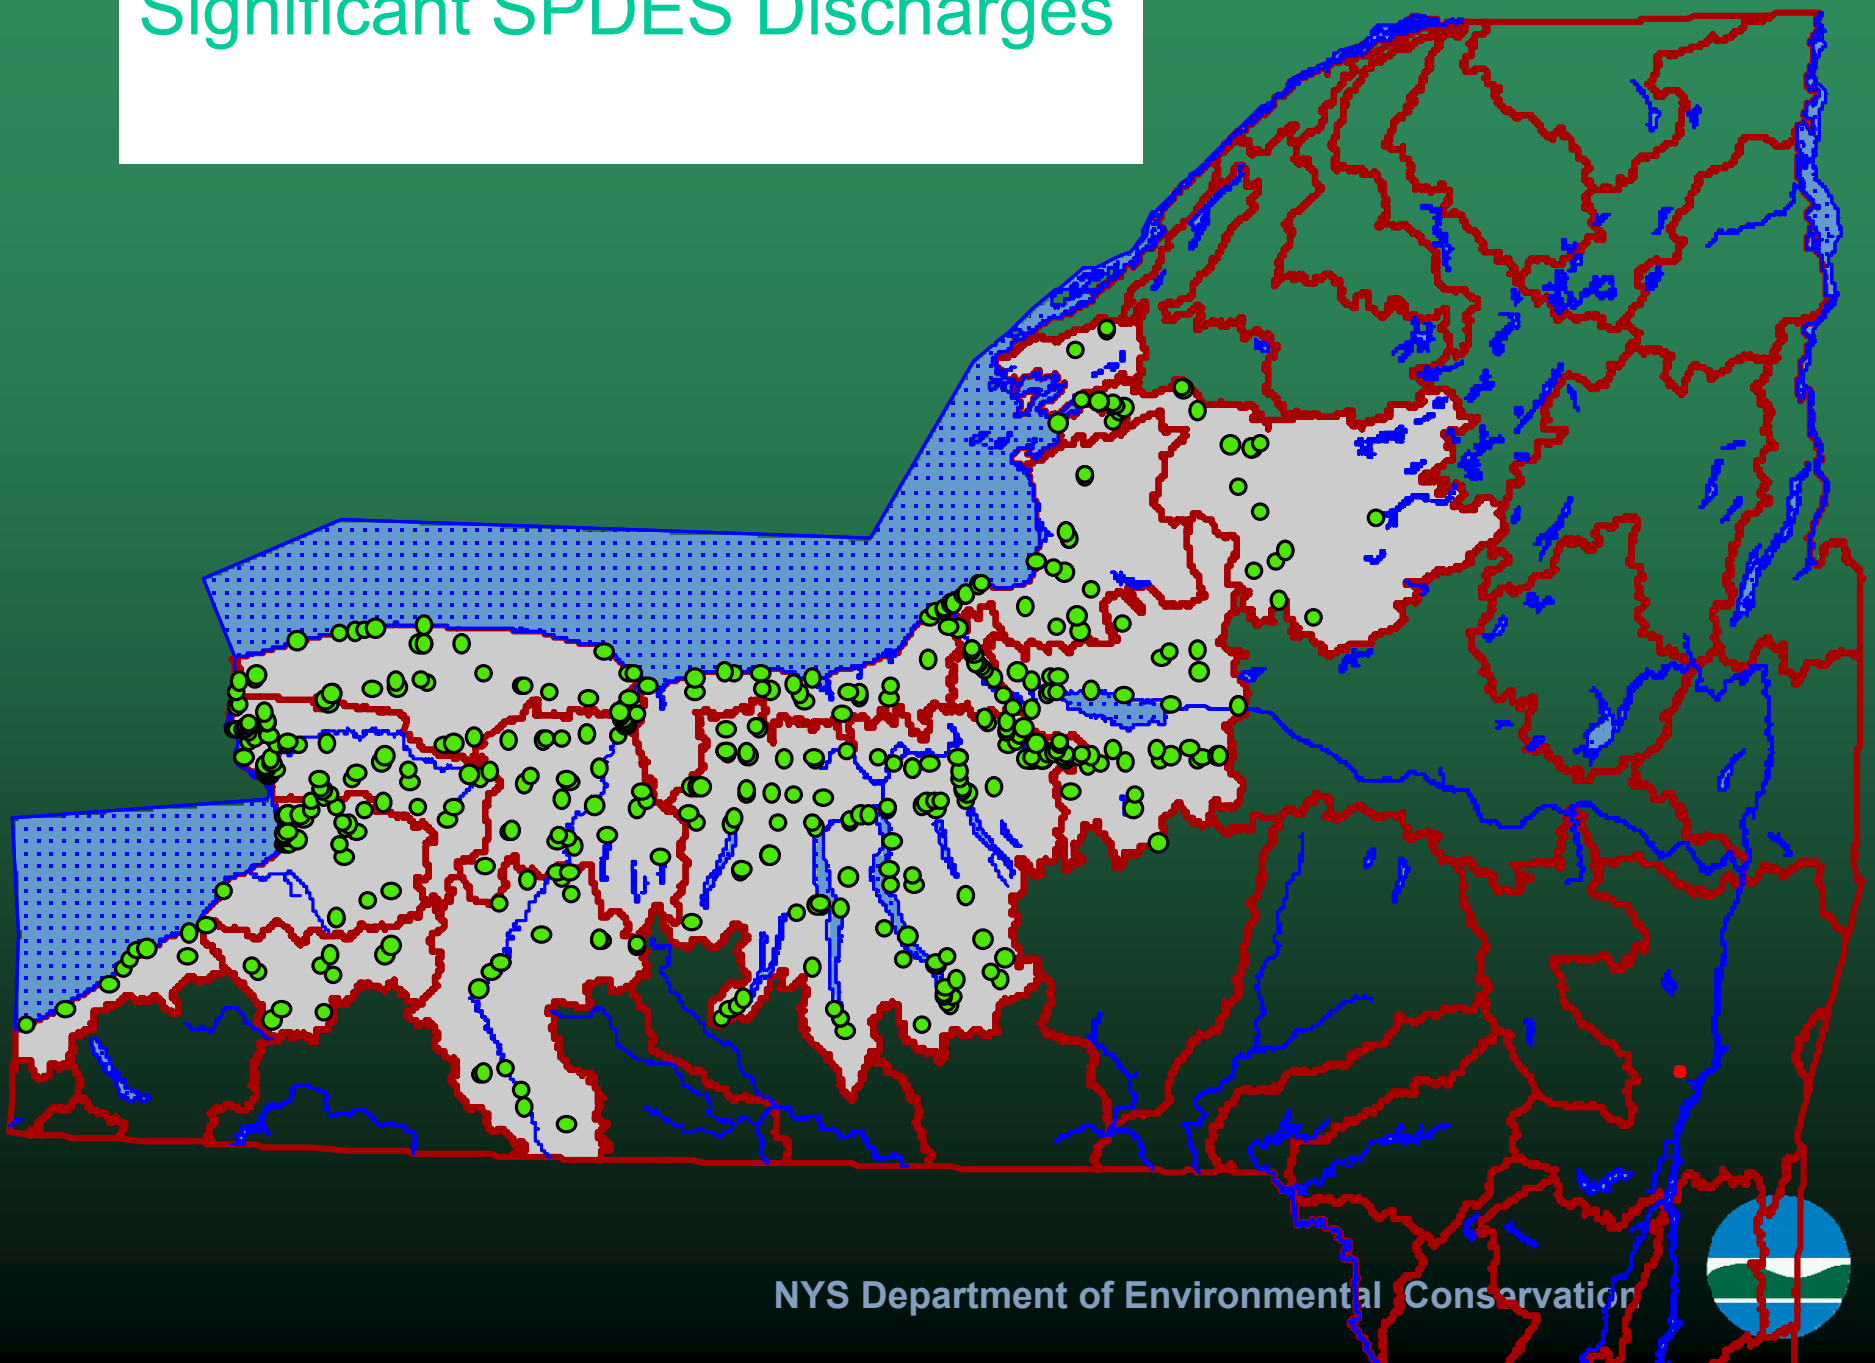 Significant SPDES Discharges
NYS Department of Environmental Conservation